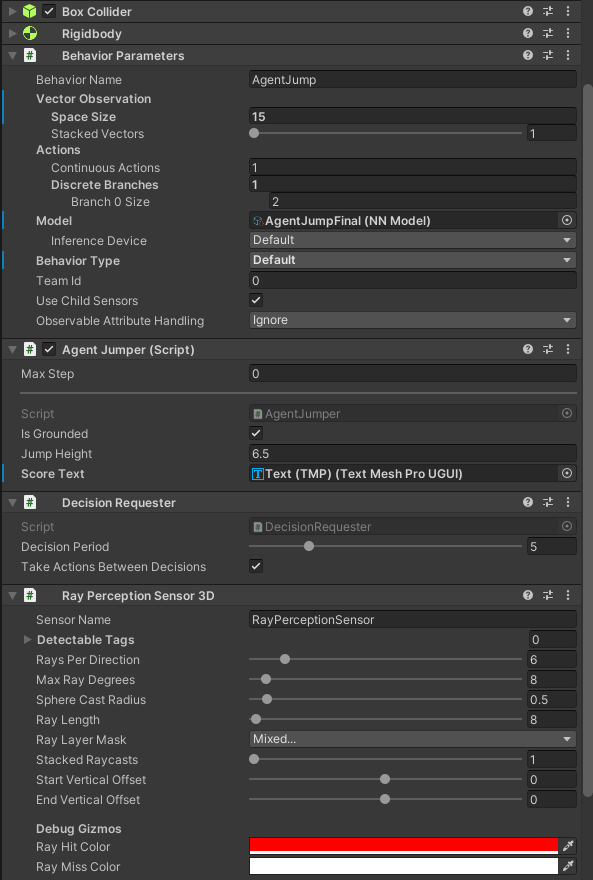 Box Collider
Rigidbody
# Behavior Parameters
Behavior Name AgentJump
Vector Observation
Space Size 15
Stacked Vectors 1
Actions
Continuous Actions 1
Discrete Branches 1
Branch 0 Size 2
Model AgentJumpFinal (NN Model)
Inference Device Default
Behavior Type Default
Team Id 0
Use Child Sensors
Observable Attribute Handling Ignore
# Agent Jumper (Script)
Max Step 0
Script # AgentJumper
Is Grounded
Jump Height 6.5
Score Text T Text (TMP) (Text Mesh Pro UGUI)
# Decision Requester
Script # DecisionRequester
Decision Period 5
Take Actions Between Decisions
# Ray Perception Sensor 3D
Sensor Name RayPerceptionSensor
Detectable Tags 0
Rays Per Direction 6
Max Ray Degrees 8
Sphere Cast Radius 0.5
Ray Length 8
Ray Layer Mask Mixed...
Stacked Raycasts 1
Start Vertical Offset 0
End Vertical Offset 0
Debug Gizmos
Ray Hit Color
Ray Miss Color